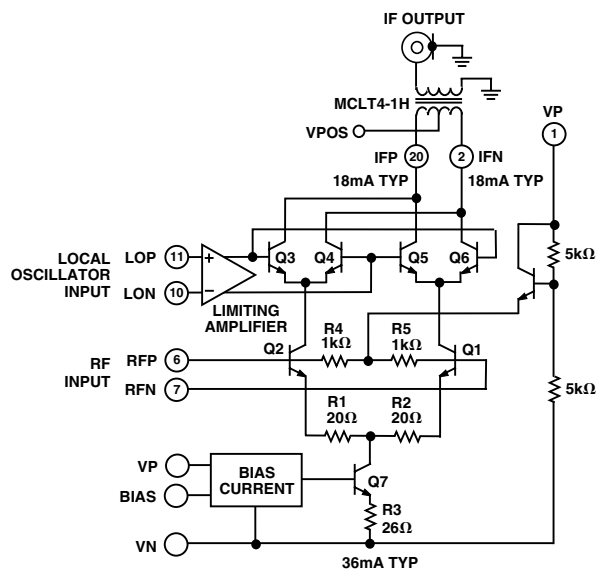 IF OUTPUT
MCLT4-1H
VP
1
VPOS
IFP 20 2 IFN
18mA TYP 18mA TYP
LOCAL
OSCILLATOR
INPUT
LOP 11 +
LON 10 –
LIMITING
AMPLIFIER
Q3 Q4 Q5 Q6
5kΩ
R4
1kΩ
R5
1kΩ
Q2 Q1
RF
INPUT
RFP 6
RFN 7
R1
20Ω
R2
20Ω
5kΩ
VP
BIAS
BIAS
CURRENT
Q7
R3
26Ω
VN
36mA TYP